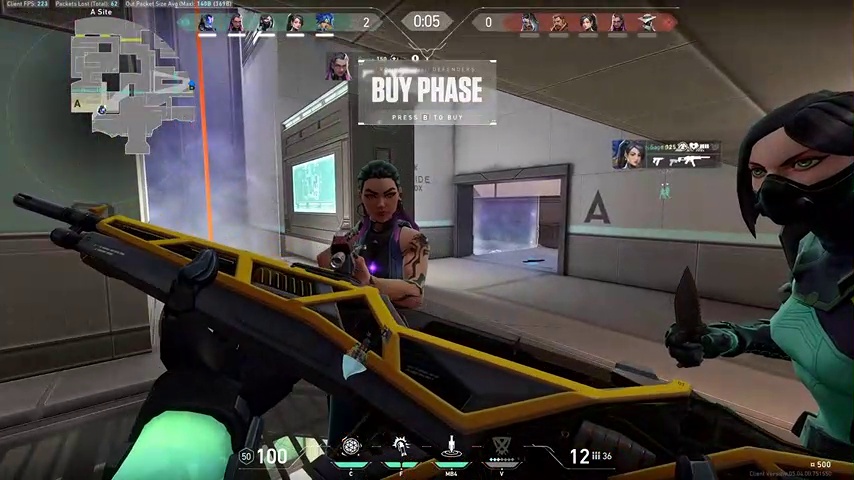 Client FPS: 223 Packets Lost (Total): 62 Out Packet Size Avg (Max): 160B (369B)
A Site
2 0:05 0
BUY PHASE
PRESS B TO BUY
A
A
50 100
C F MB4 V
12 36
500